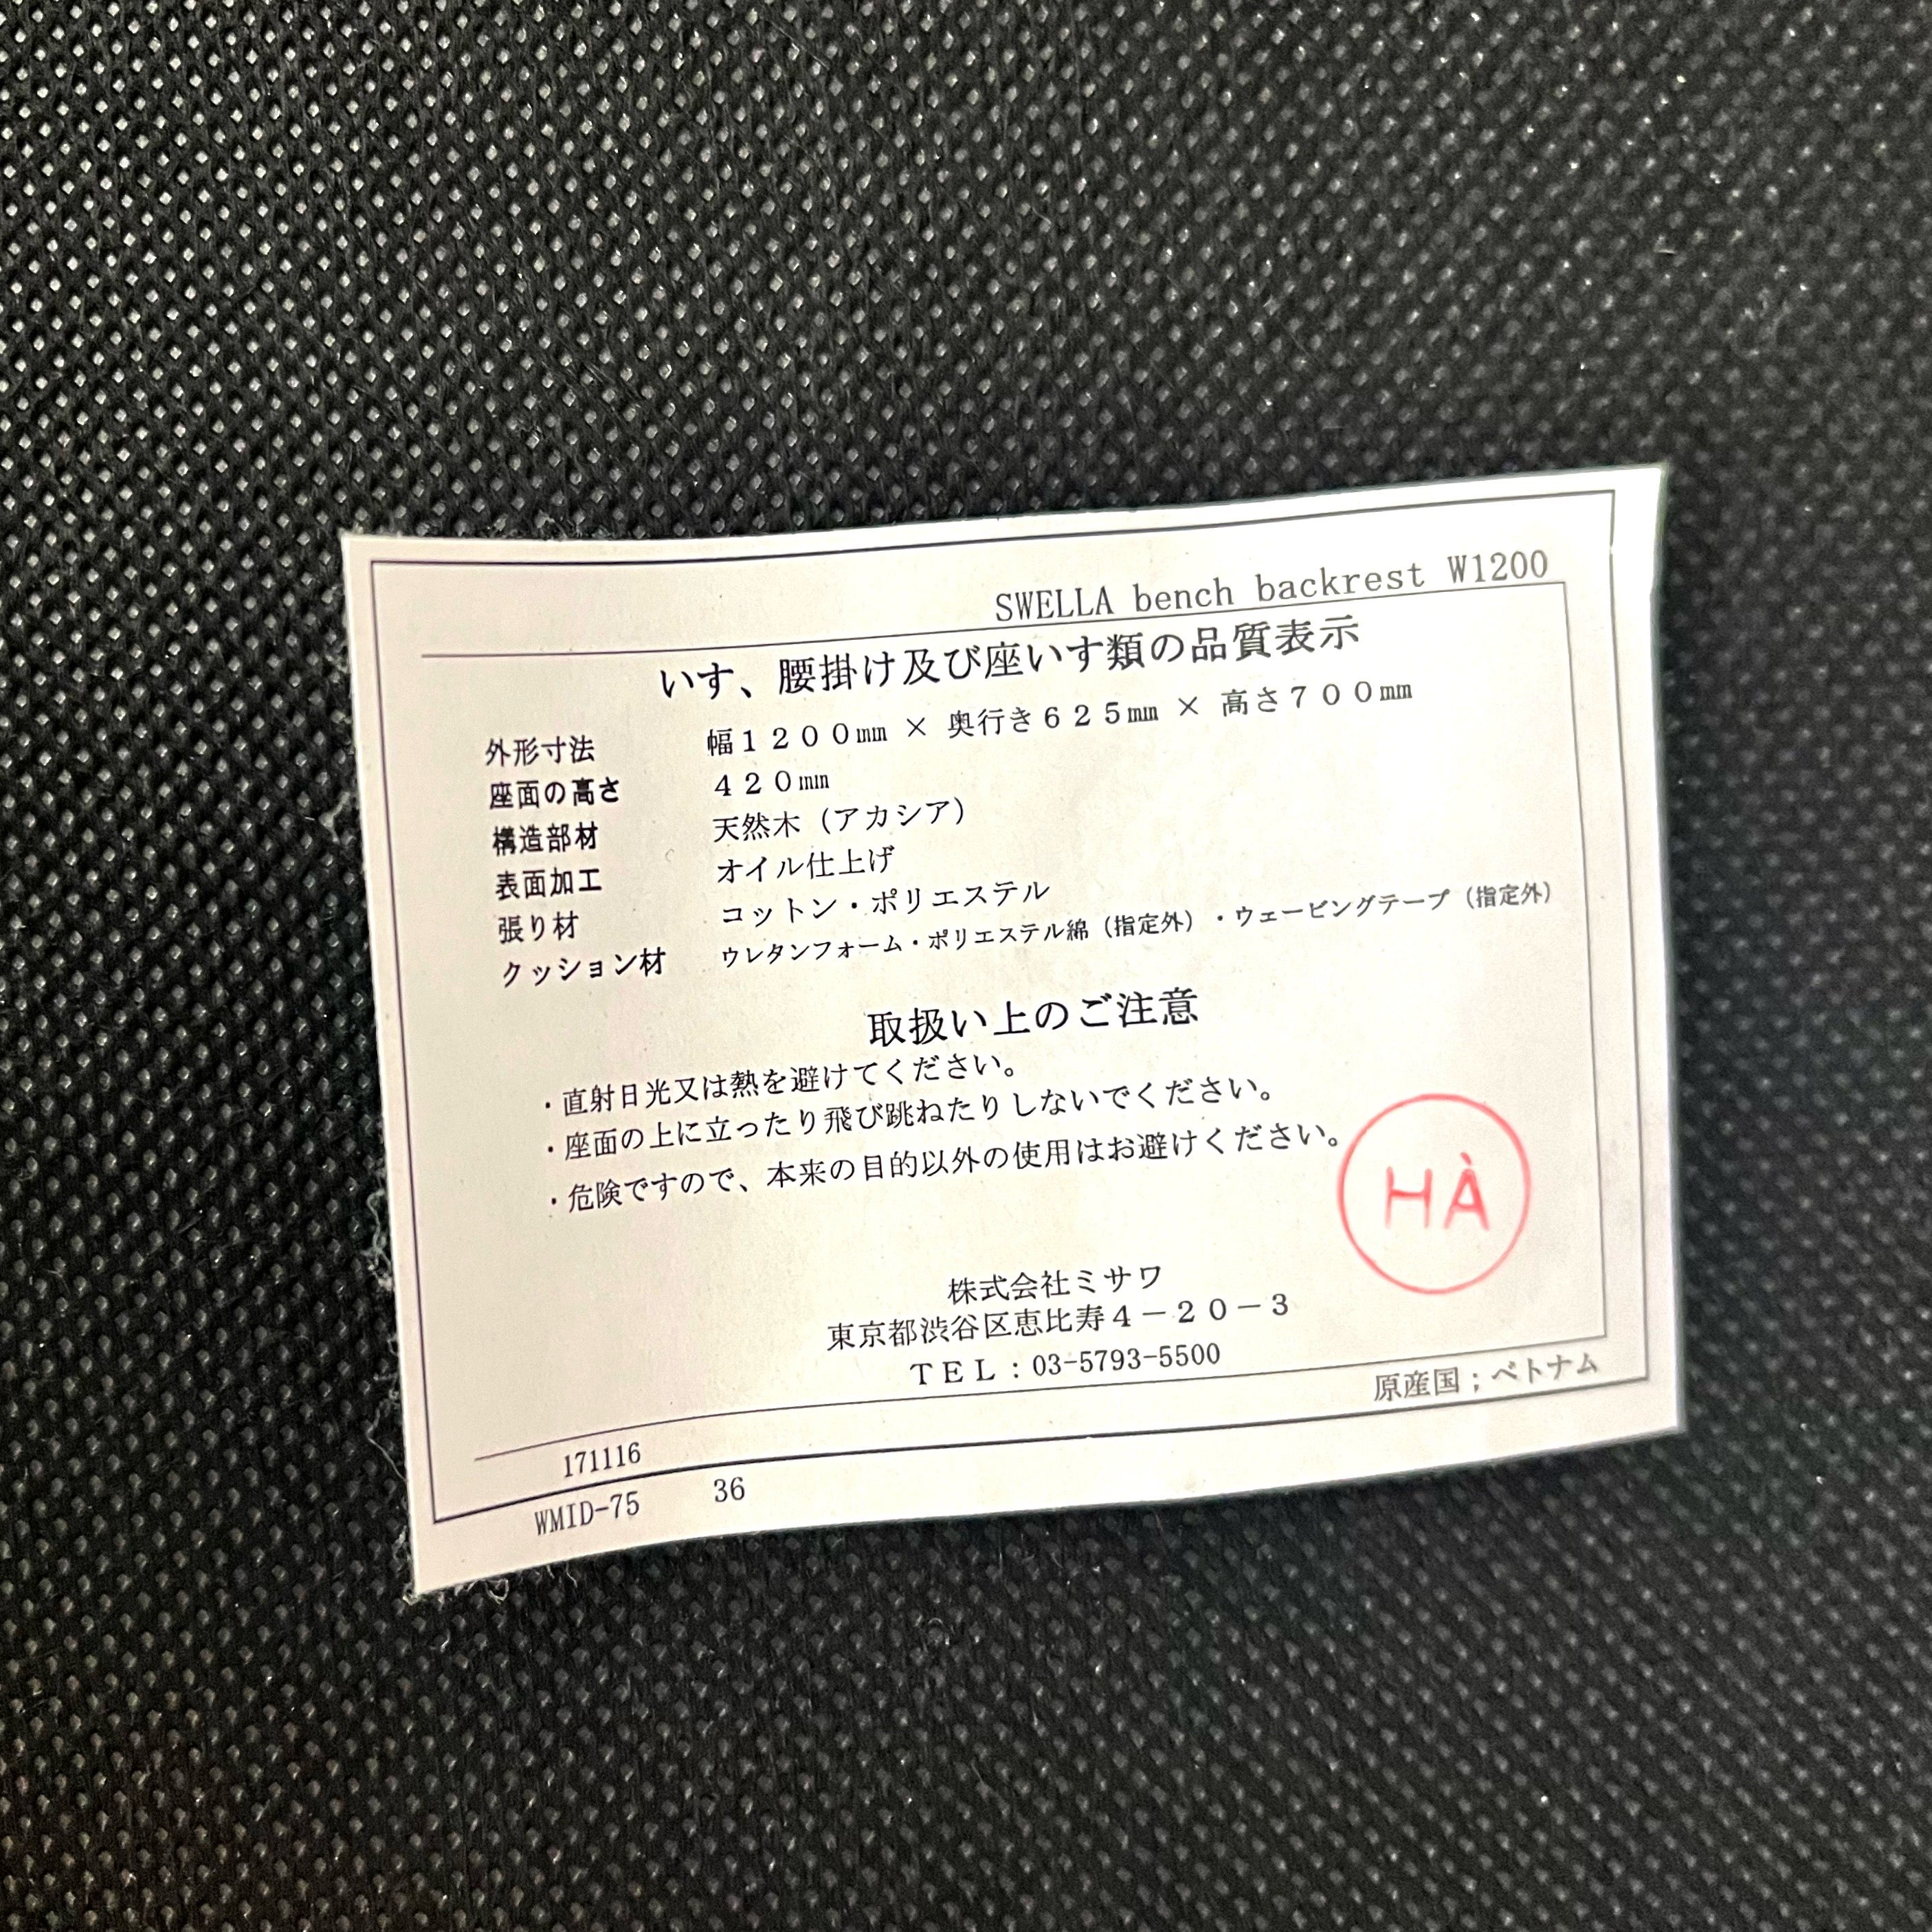 SWELLA bench backrest W1200
いす、腰掛け及び座いす類の品質表示
外形寸法 幅１２００㎜ × 奥行き６２５㎜ × 高さ７００㎜
座面の高さ ４２０㎜
構造部材 天然木（アカシア）
表面加工 オイル仕上げ
張り材 コットン・ポリエステル
クッション材 ウレタンフォーム・ポリエステル綿（指定外）・ウェービングテープ（指定外）
取扱い上のご注意
・直射日光又は熱を避けてください。
・座面の上に立ったり飛び跳ねたりしないでください。
・危険ですので、本来の目的以外の使用はお避けください。
HÀ
株式会社ミサワ
東京都渋谷区恵比寿４－２０－３
ＴＥＬ：03-5793-5500
原産国；ベトナム
171116
WMID-75 36